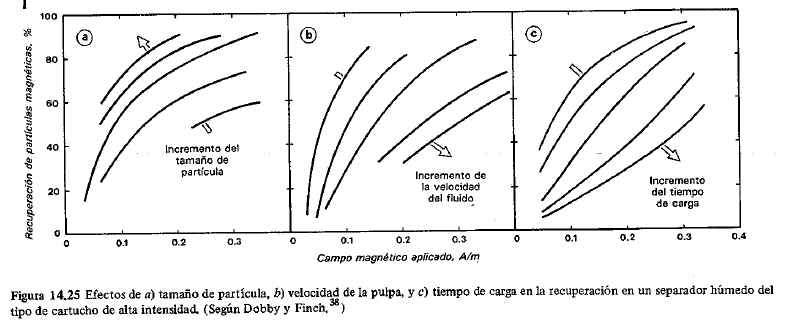 100
80
60
40
20
0
Recuperación de partículas magnéticas, %
a
Incremento del
tamaño de
partícula
b
Incremento de
la velocidad
del fluido
c
Incremento
del tiempo
de carga
0 0.1 0.2 0.3 0 0.1 0.2 0.3 0 0.1 0.2 0.3 0.4
Campo magnético aplicado, A/m
Figura 14.25 Efectos de a) tamaño de partícula, b) velocidad de la pulpa, y c) tiempo de carga en la recuperación en un separador húmedo del
tipo de cartucho de alta intensidad. (Según Dobby y Finch,38)